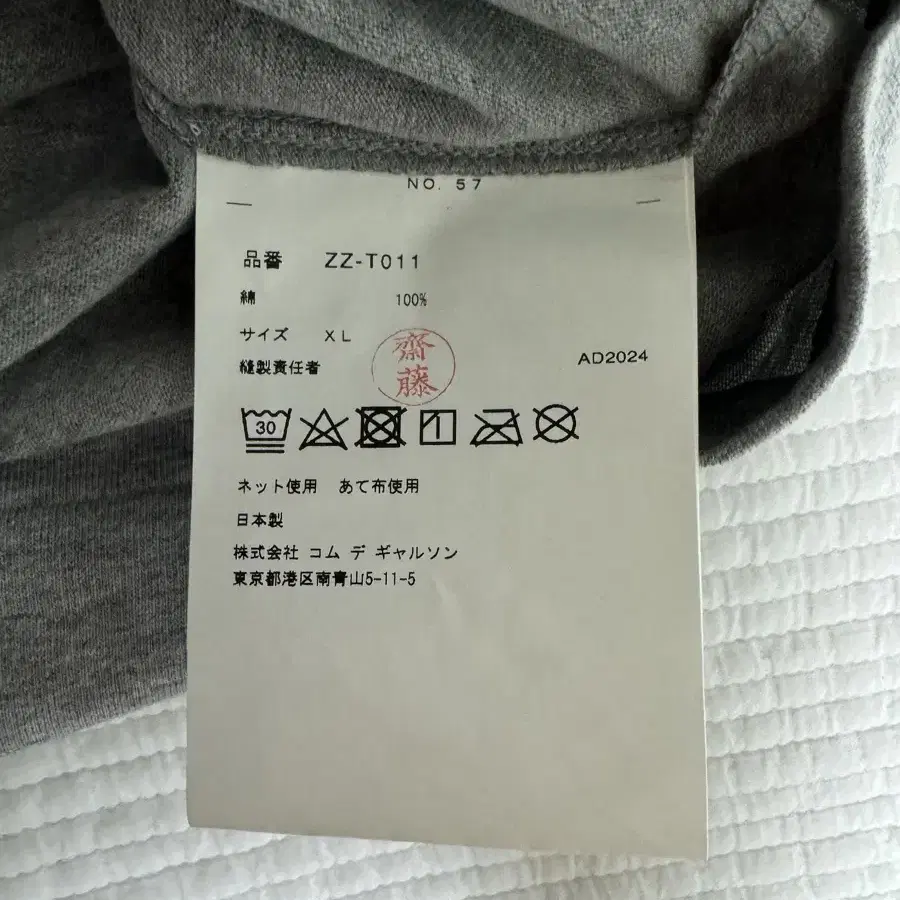 NO. 57
品番 ZZ-T011
綿 100%
サイズ XL
縫製責任者 齋藤 AD2024
30
ネット使用 あて布使用
日本製
株式会社 コム デ ギャルソン
東京都港区南青山5-11-5